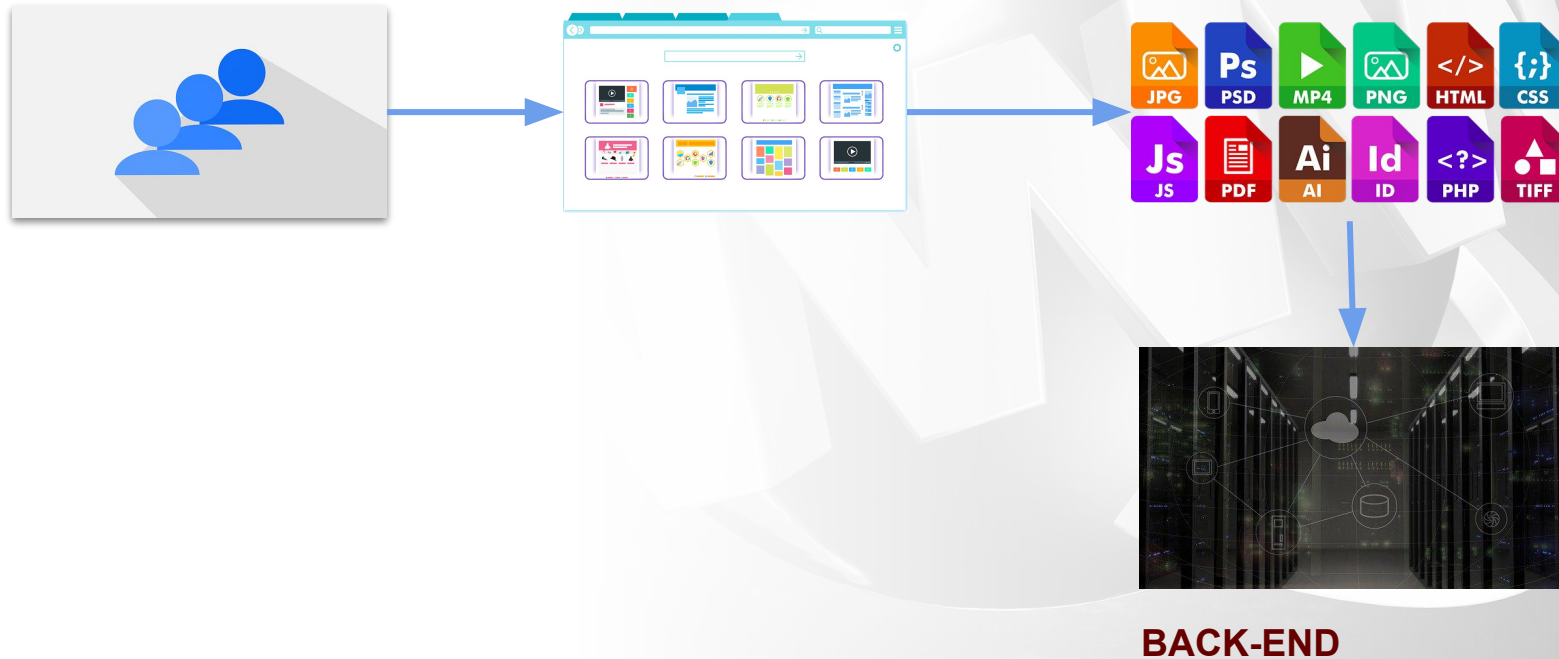 Ps </> {;}
JPG PSD MP4 PNG HTML CSS
Js Ai Id <?>
JS PDF AI ID PHP TIFF
BACK-END